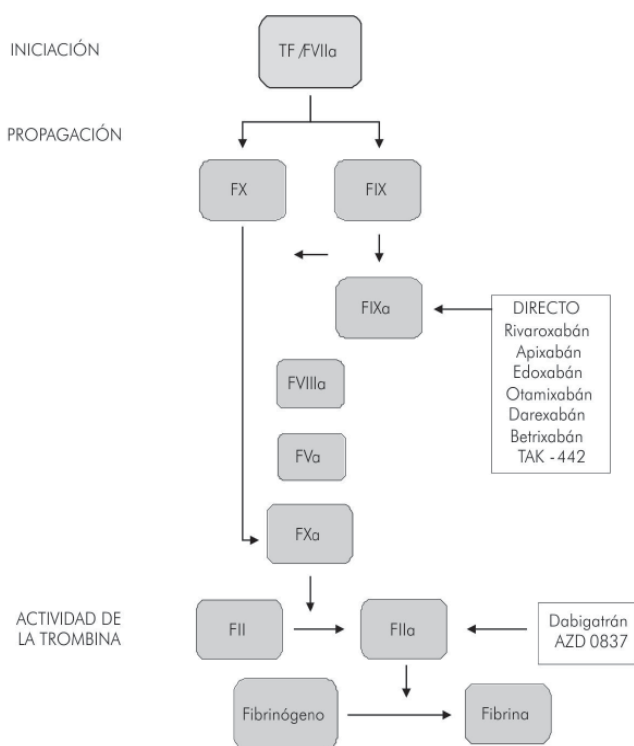 INICIACIÓN
TF /FVIIa
PROPAGACIÓN
FX
FIX
FIXa
DIRECTO
Rivaroxabán
Apixabán
Edoxabán
Otamixabán
Darexabán
Betrixabán
TAK - 442
FVIIIa
FVa
FXa
ACTIVIDAD DE
LA TROMBINA
FII
FIIa
Dabigatrán
AZD 0837
Fibrinógeno
Fibrina